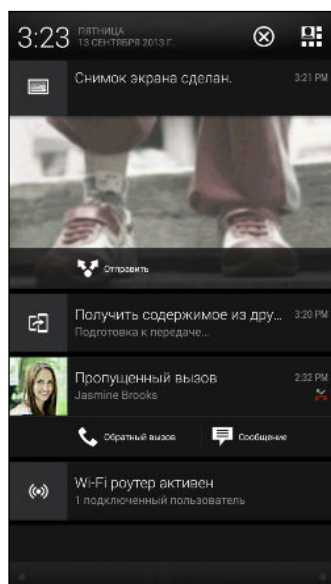 3:23 ПЯТНИЦА
13 СЕНТЯБРЯ 2013 Г.
Снимок экрана сделан. 3:21 PM
Отправить
Получить содержимое из дру... 3:20 PM
Подготовка к передаче...
Пропущенный вызов 2:32 PM
Jasmine Brooks
Обратный вызов Сообщение
Wi-Fi роутер активен
1 подключенный пользователь